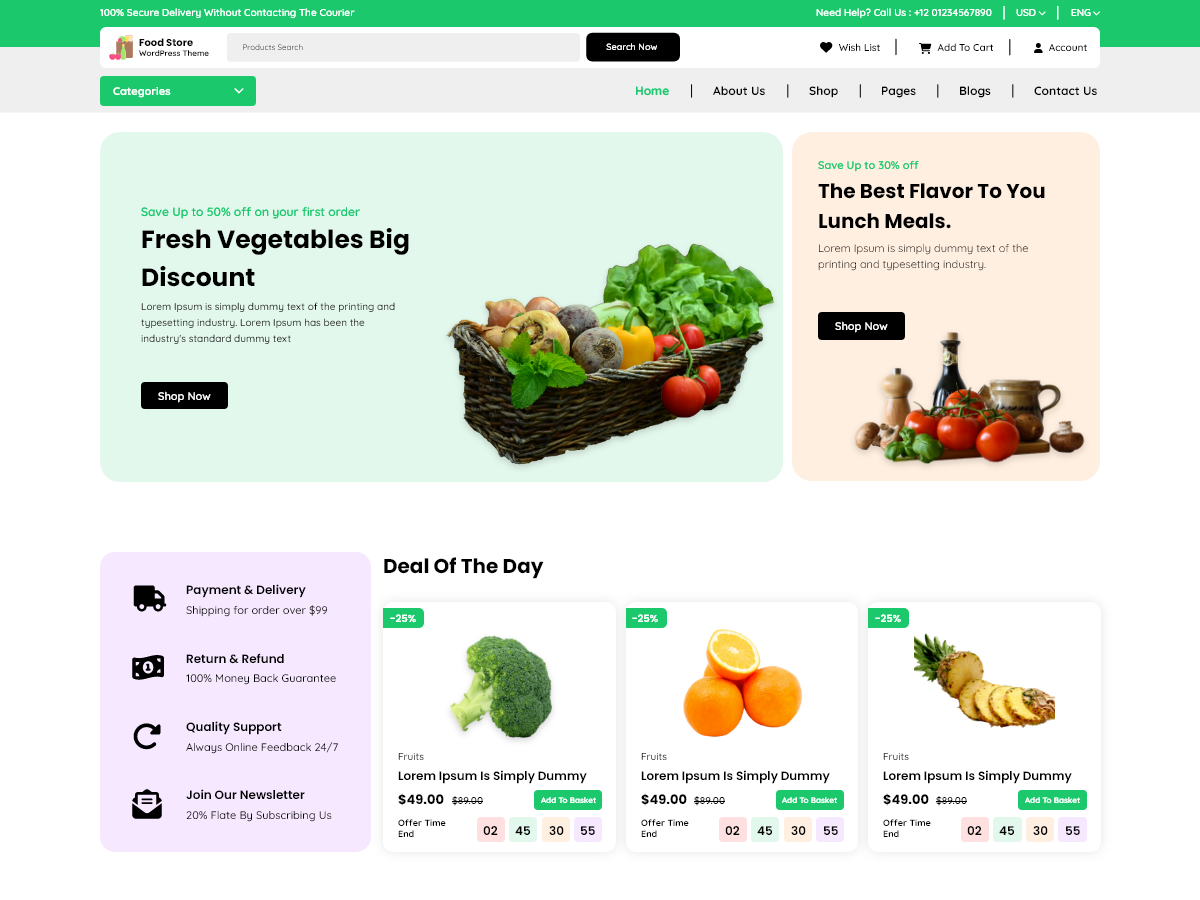 100% Secure Delivery Without Contacting The Courier
Need Help? Call Us : +12 01234567890
USD
ENG
Food Store
WordPress Theme
Products Search
Search Now
Wish List
Add To Cart
Account
Categories
Home
About Us
Shop
Pages
Blogs
Contact Us
Save Up to 50% off on your first order
Fresh Vegetables Big
Discount
Lorem Ipsum is simply dummy text of the printing and
typesetting industry. Lorem Ipsum has been the
industry's standard dummy text
Shop Now
Save Up to 30% off
The Best Flavor To You
Lunch Meals.
Lorem Ipsum is simply dummy text of the
printing and typesetting industry.
Shop Now
Payment & Delivery
Shipping for order over $99
Return & Refund
100% Money Back Guarantee
Quality Support
Always Online Feedback 24/7
Join Our Newsletter
20% Flate By Subscribing Us
Deal Of The Day
-25%
Fruits
Lorem Ipsum Is Simply Dummy
$49.00 $89.00
Add To Basket
Offer Time
End
02 45 30 55
-25%
Fruits
Lorem Ipsum Is Simply Dummy
$49.00 $89.00
Add To Basket
Offer Time
End
02 45 30 55
-25%
Fruits
Lorem Ipsum Is Simply Dummy
$49.00 $89.00
Add To Basket
Offer Time
End
02 45 30 55